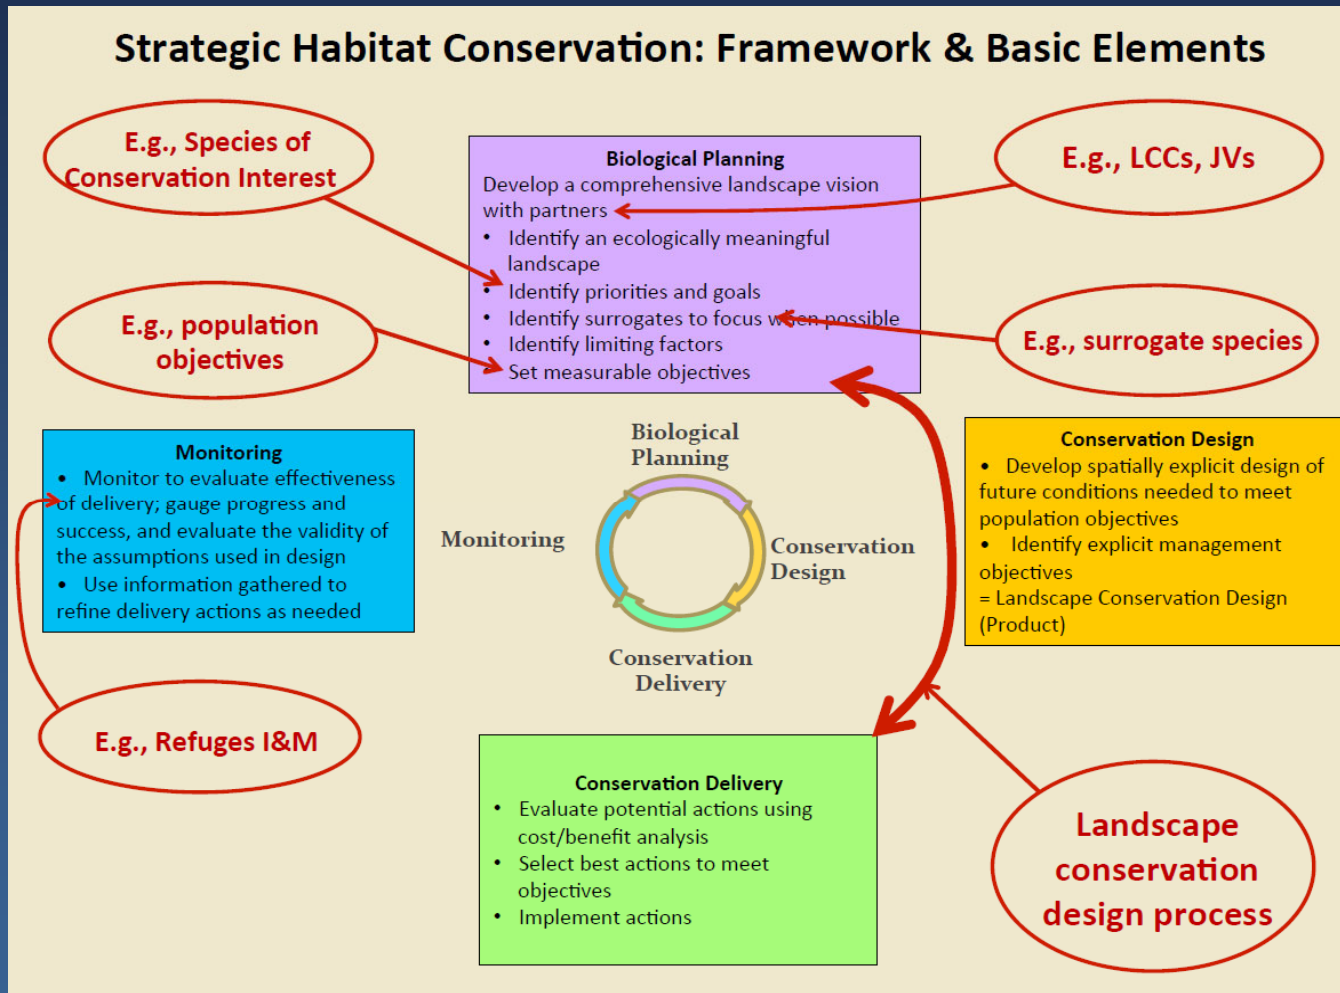 Strategic Habitat Conservation: Framework & Basic Elements
E.g., Species of
Conservation Interest
Biological Planning
Develop a comprehensive landscape vision
with partners
• Identify an ecologically meaningful
landscape
• Identify priorities and goals
• Identify surrogates to focus when possible
• Identify limiting factors
• Set measurable objectives
E.g., LCCs, JVs
E.g., population
objectives
E.g., surrogate species
Monitoring
• Monitor to evaluate effectiveness
of delivery; gauge progress and
success, and evaluate the validity of
the assumptions used in design
• Use information gathered to
refine delivery actions as needed
Biological
Planning
Monitoring
Conservation
Design
Conservation
Delivery
Conservation Design
• Develop spatially explicit design of
future conditions needed to meet
population objectives
• Identify explicit management
objectives
= Landscape Conservation Design
(Product)
E.g., Refuges I&M
Conservation Delivery
• Evaluate potential actions using
cost/benefit analysis
• Select best actions to meet
objectives
• Implement actions
Landscape
conservation
design process